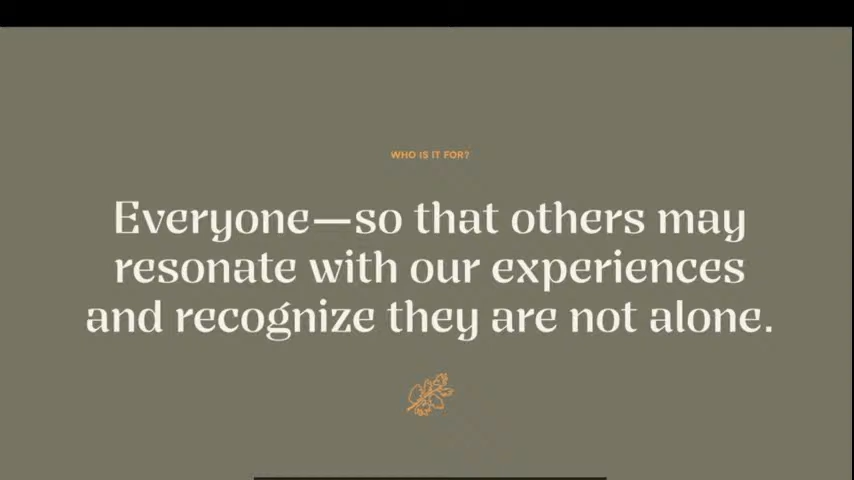 WHO IS IT FOR?
Everyone—so that others may
resonate with our experiences
and recognize they are not alone.